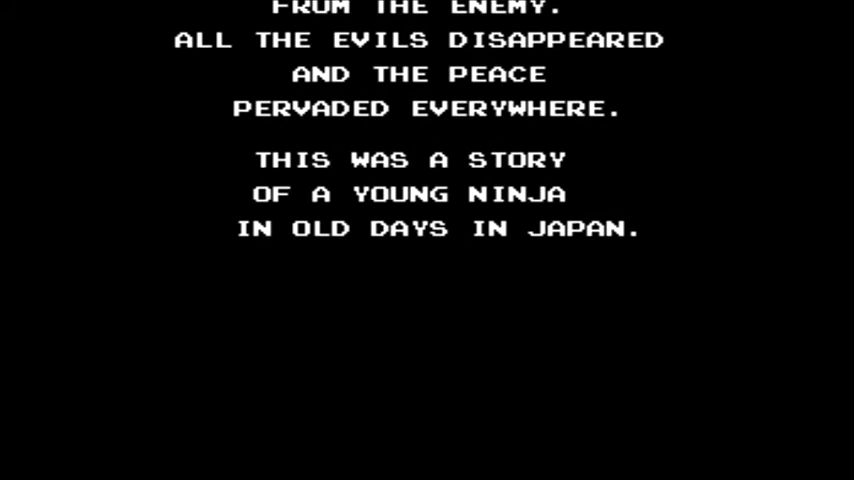 FROM THE ENEMY.
ALL THE EVILS DISAPPEARED
AND THE PEACE
PERVADED EVERYWHERE.
THIS WAS A STORY
OF A YOUNG NINJA
IN OLD DAYS IN JAPAN.